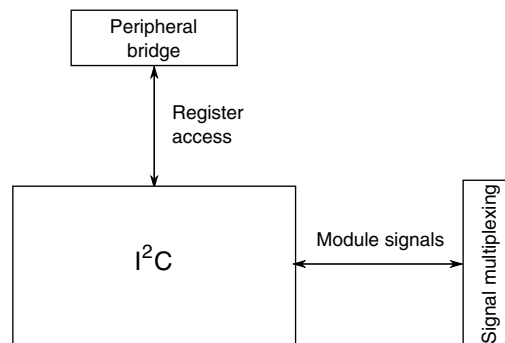 Peripheral
bridge
Register
access
I²C
Module signals
Signal multiplexing